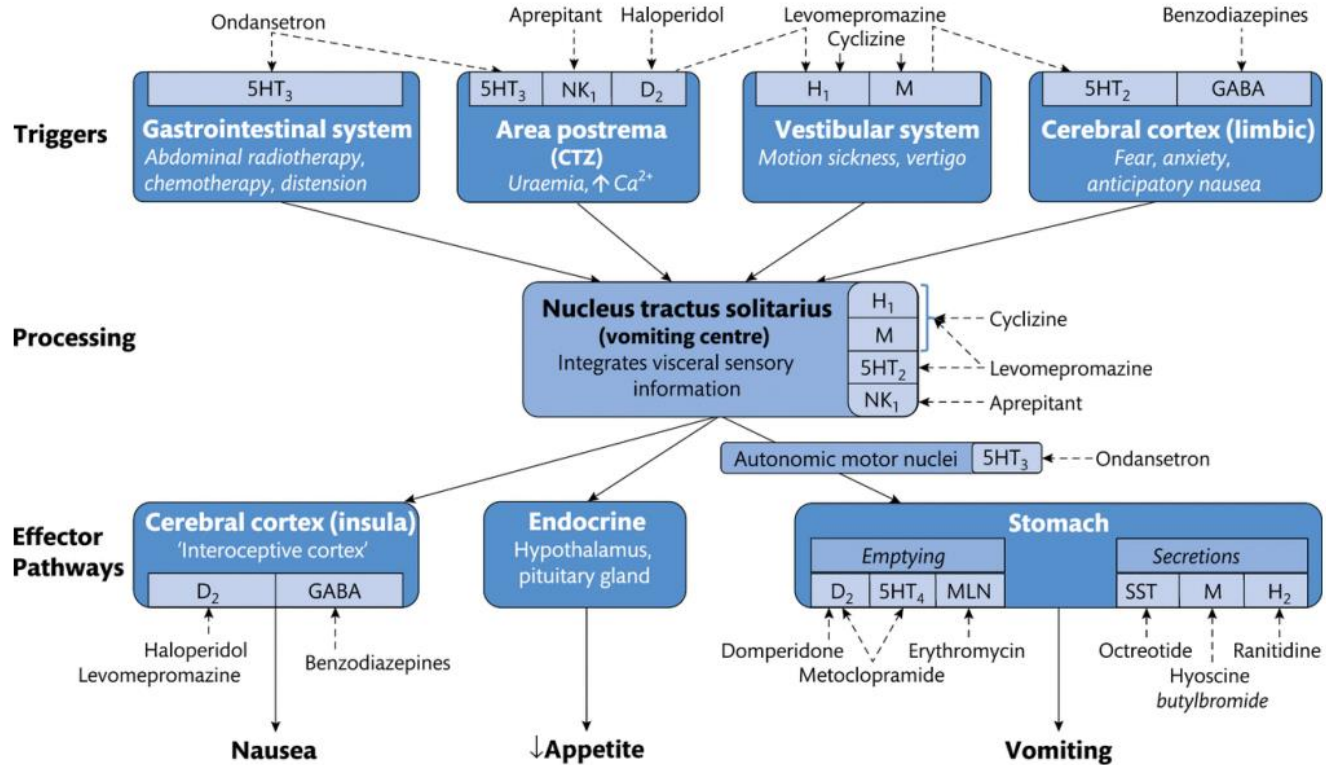 Ondansetron
Aprepitant
Haloperidol
Levomepromazine
Cyclizine
Benzodiazepines
Triggers
5HT3
Gastrointestinal system
Abdominal radiotherapy,
chemotherapy, distension
5HT3 NK1 D2
Area postrema
(CTZ)
Uraemia, ↑ Ca2+
H1 M
Vestibular system
Motion sickness, vertigo
5HT2 GABA
Cerebral cortex (limbic)
Fear, anxiety,
anticipatory nausea
Processing
Nucleus tractus solitarius
(vomiting centre)
Integrates visceral sensory
information
H1
M
5HT2
NK1
Cyclizine
Levomepromazine
Aprepitant
Autonomic motor nuclei 5HT3
Ondansetron
Effector
Pathways
Cerebral cortex (insula)
'Interoceptive cortex'
D2 GABA
Haloperidol
Levomepromazine
Benzodiazepines
Nausea
Endocrine
Hypothalamus,
pituitary gland
↓Appetite
Stomach
Emptying
D2 5HT4 MLN
Secretions
SST M H2
Domperidone
Metoclopramide
Erythromycin
Octreotide
Hyoscine
butylbromide
Ranitidine
Vomiting